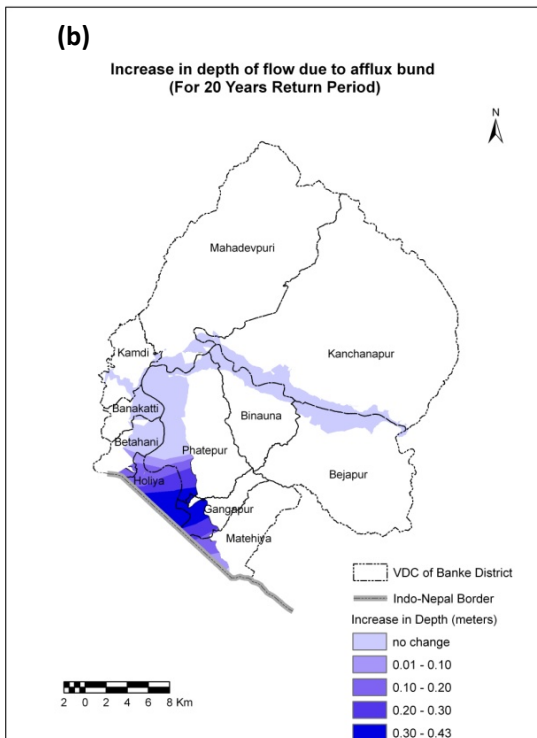 (b)
Increase in depth of flow due to afflux bund
(For 20 Years Return Period)
N
Mahadevpuri
Kamdi
Kanchanapur
Banakatti
Binauna
Betahani
Phatepur
Bejapur
Holiya
Gangapur
Matehiya
VDC of Banke District
Indo-Nepal Border
Increase in Depth (meters)
no change
0.01 - 0.10
0.10 - 0.20
0.20 - 0.30
0.30 - 0.43
2 0 2 4 6 8 Km